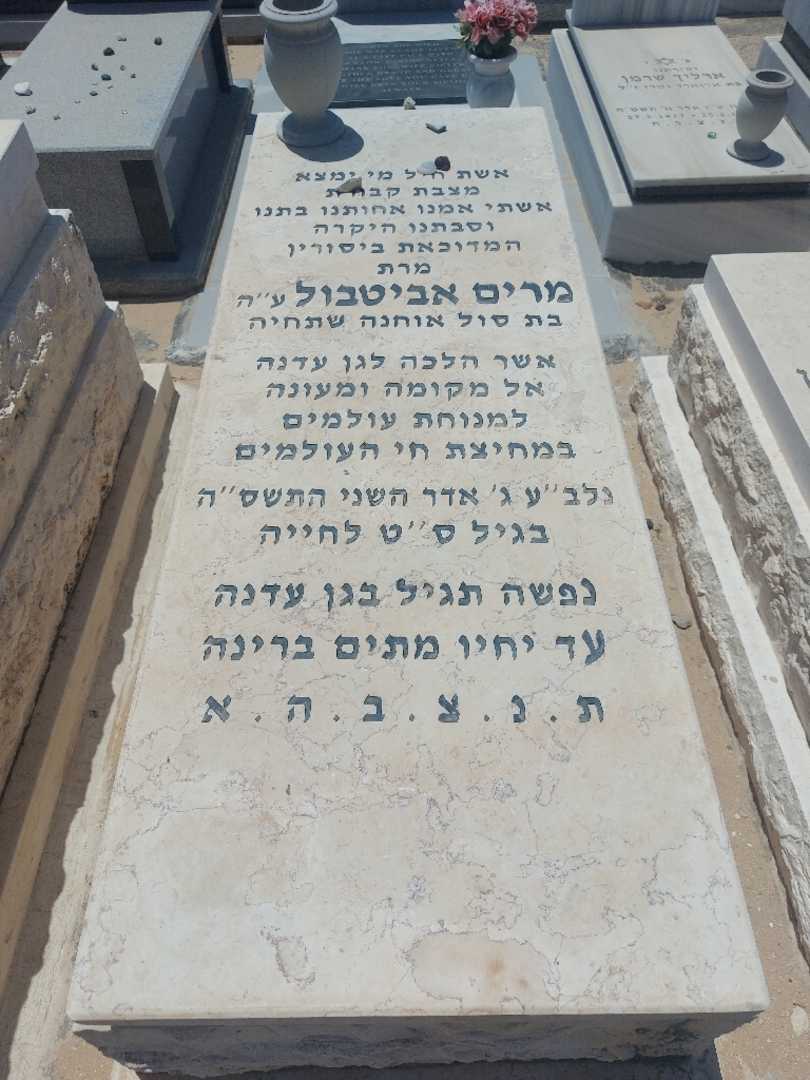 אשת חיל מי ימצא
מצבת קבורת
אשתי אמנו אחותנו בתנו
וסבתנו היקרה
המדוכאת ביסורין
מרת
מרים אביטבול ע״ה
בת סול אוחנה שתחיה
אשר הלכה לגן עדנה
אל מקומה ומעונה
למנוחת עולמים
במחיצת חי העולמים
נלב״ע ג׳ אדר השני התשס״ה
בגיל ס״ט לחייה
נפשה תגיל בגן עדנה
עד יחיו מתים ברינה
ת . נ . צ . ב . ה . א